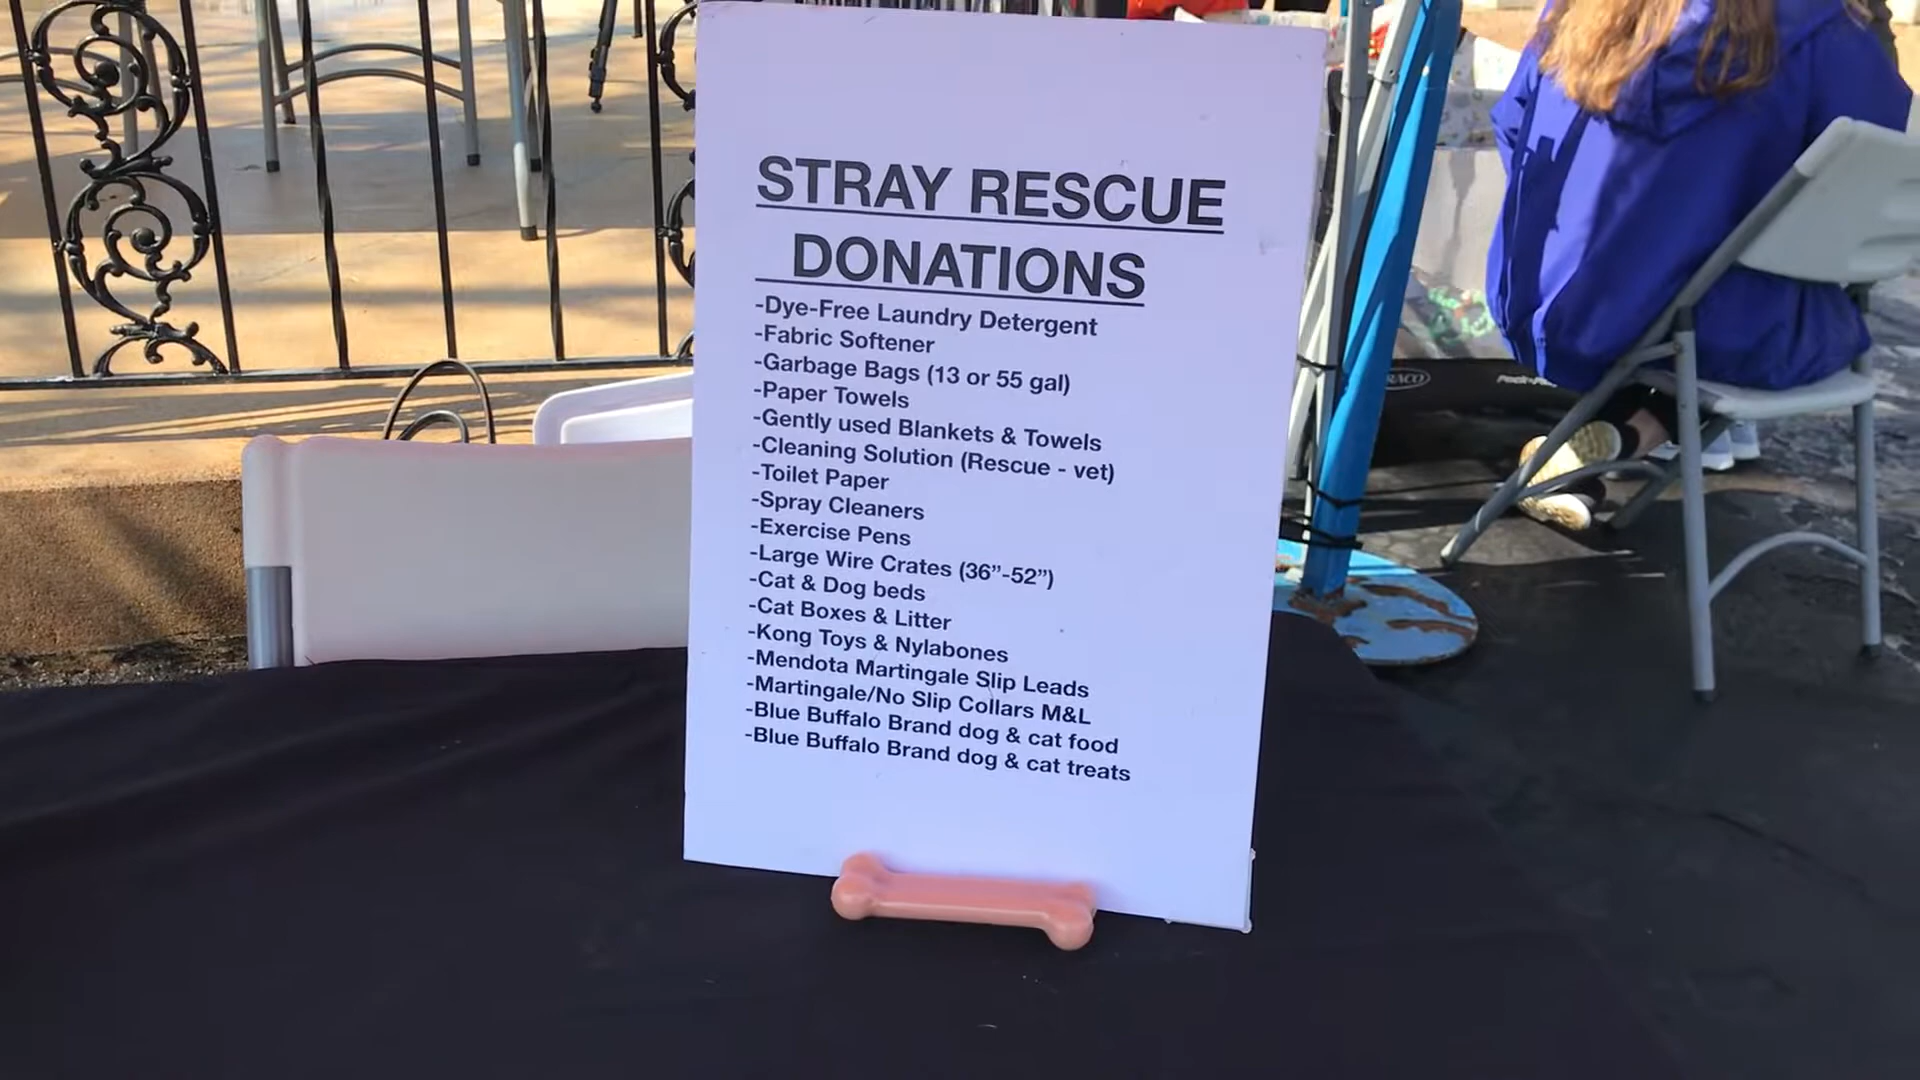 STRAY RESCUE
DONATIONS
-Dye-Free Laundry Detergent
-Fabric Softener
-Garbage Bags (13 or 55 gal)
-Paper Towels
-Gently used Blankets & Towels
-Cleaning Solution (Rescue - vet)
-Toilet Paper
-Spray Cleaners
-Exercise Pens
-Large Wire Crates (36”-52”)
-Cat & Dog beds
-Cat Boxes & Litter
-Kong Toys & Nylabones
-Mendota Martingale Slip Leads
-Martingale/No Slip Collars M&L
-Blue Buffalo Brand dog & cat food
-Blue Buffalo Brand dog & cat treats